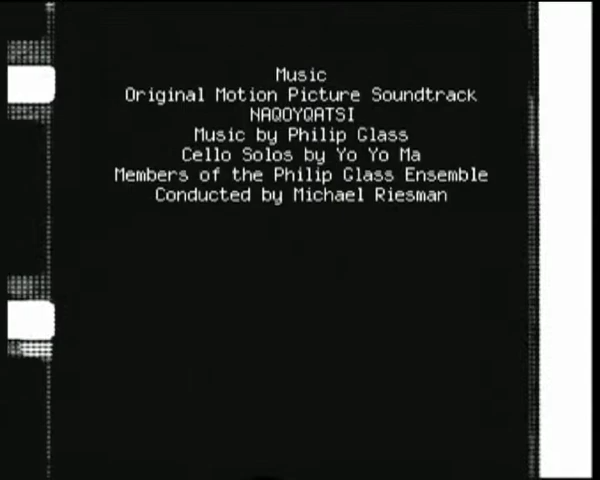 Music
Original Motion Picture Soundtrack
NAQOYQATSI
Music by Philip Glass
Cello Solos by Yo Yo Ma
Members of the Philip Glass Ensemble
Conducted by Michael Riesman